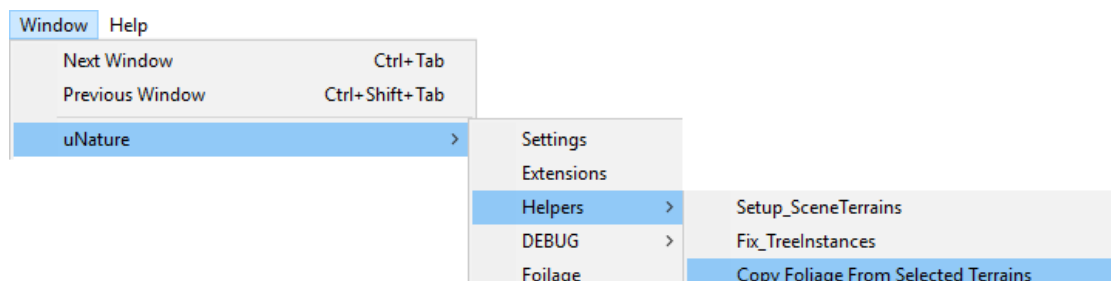 Window Help
Next Window Ctrl+Tab
Previous Window Ctrl+Shift+Tab
uNature >
Settings
Extensions
Helpers > Setup_SceneTerrains
DEBUG > Fix_TreeInstances
Foilage Copy Foliage From Selected Terrains